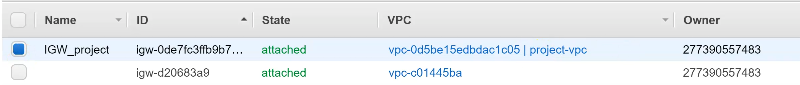 Name ID State VPC Owner
IGW_project igw-0de7fc3ffb9b7... attached vpc-0d5be15edbdac1c05 | project-vpc 277390557483
igw-d20683a9 attached vpc-c01445ba 277390557483